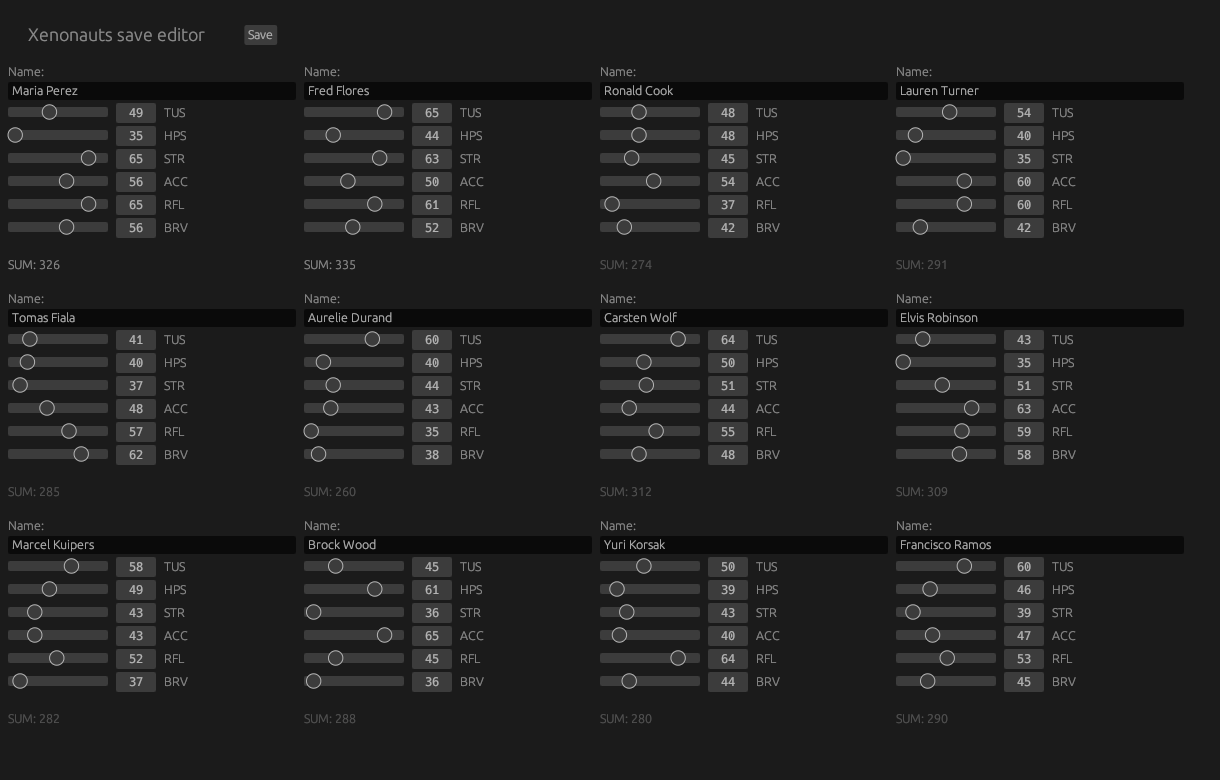 Xenonauts save editor Save
Name: Name: Name: Name:
Maria Perez Fred Flores Ronald Cook Lauren Turner
49 TUS 65 TUS 48 TUS 54 TUS
35 HPS 44 HPS 48 HPS 40 HPS
65 STR 63 STR 45 STR 35 STR
56 ACC 50 ACC 54 ACC 60 ACC
65 RFL 61 RFL 37 RFL 60 RFL
56 BRV 52 BRV 42 BRV 42 BRV
SUM: 326 SUM: 335 SUM: 274 SUM: 291
Name: Name: Name: Name:
Tomas Fiala Aurelie Durand Carsten Wolf Elvis Robinson
41 TUS 60 TUS 64 TUS 43 TUS
40 HPS 40 HPS 50 HPS 35 HPS
37 STR 44 STR 51 STR 51 STR
48 ACC 43 ACC 44 ACC 63 ACC
57 RFL 35 RFL 55 RFL 59 RFL
62 BRV 38 BRV 48 BRV 58 BRV
SUM: 285 SUM: 260 SUM: 312 SUM: 309
Name: Name: Name: Name:
Marcel Kuipers Brock Wood Yuri Korsak Francisco Ramos
58 TUS 45 TUS 50 TUS 60 TUS
49 HPS 61 HPS 39 HPS 46 HPS
43 STR 36 STR 43 STR 39 STR
43 ACC 65 ACC 40 ACC 47 ACC
52 RFL 45 RFL 64 RFL 53 RFL
37 BRV 36 BRV 44 BRV 45 BRV
SUM: 282 SUM: 288 SUM: 280 SUM: 290